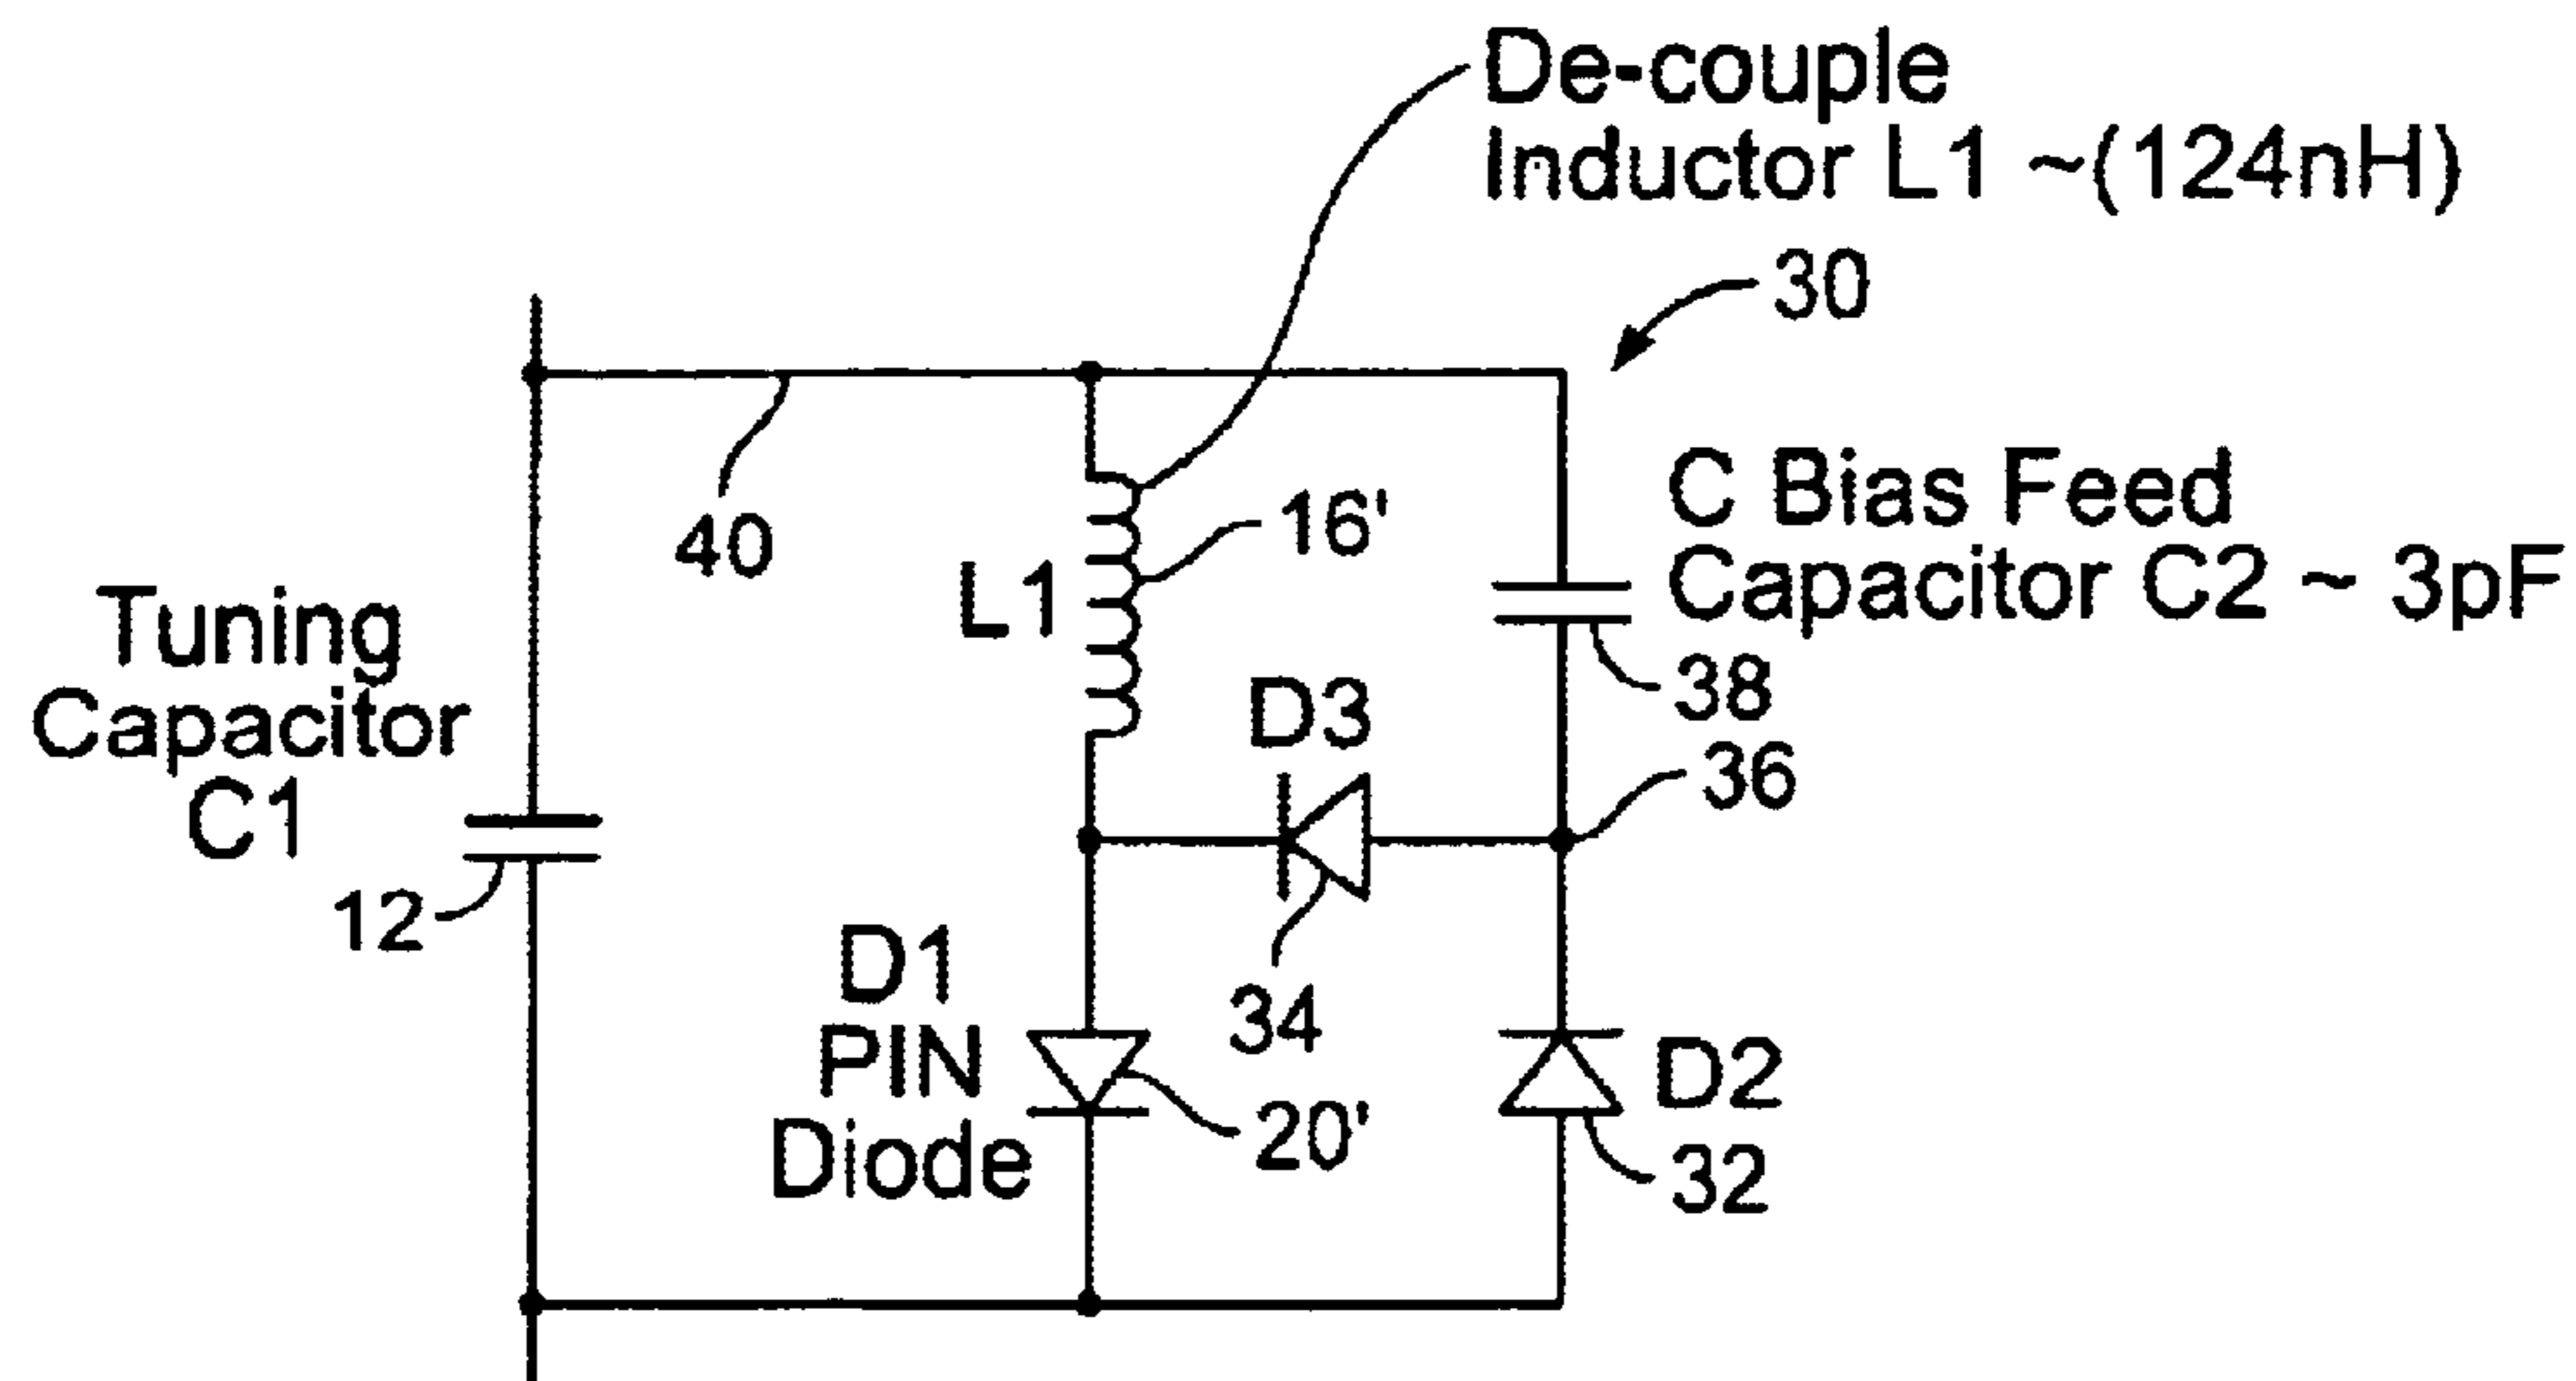 De-couple
Inductor L1 ~(124nH)
30
40
L1
16'
C Bias Feed
Capacitor C2 ~ 3pF
38
36
Tuning
Capacitor
C1
12
D3
34
D1
PIN
Diode
20'
D2
32